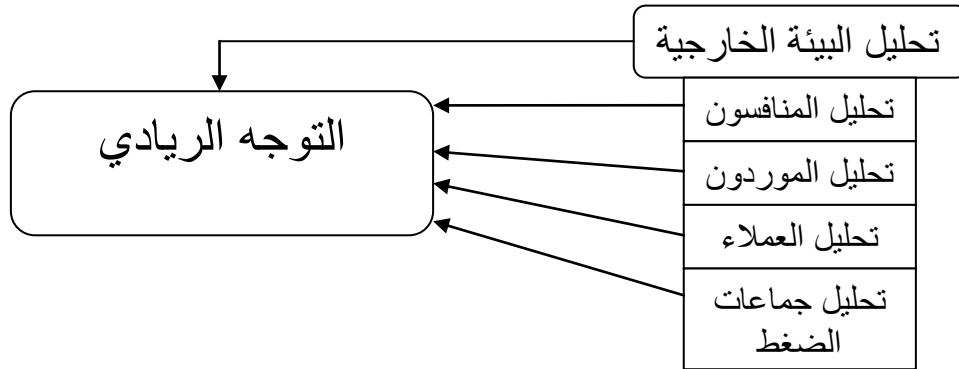 تحليل البيئة الخارجية
تحليل المنافسون
التوجه الريادي
تحليل الموردون
تحليل العملاء
تحليل جماعات
الضغط